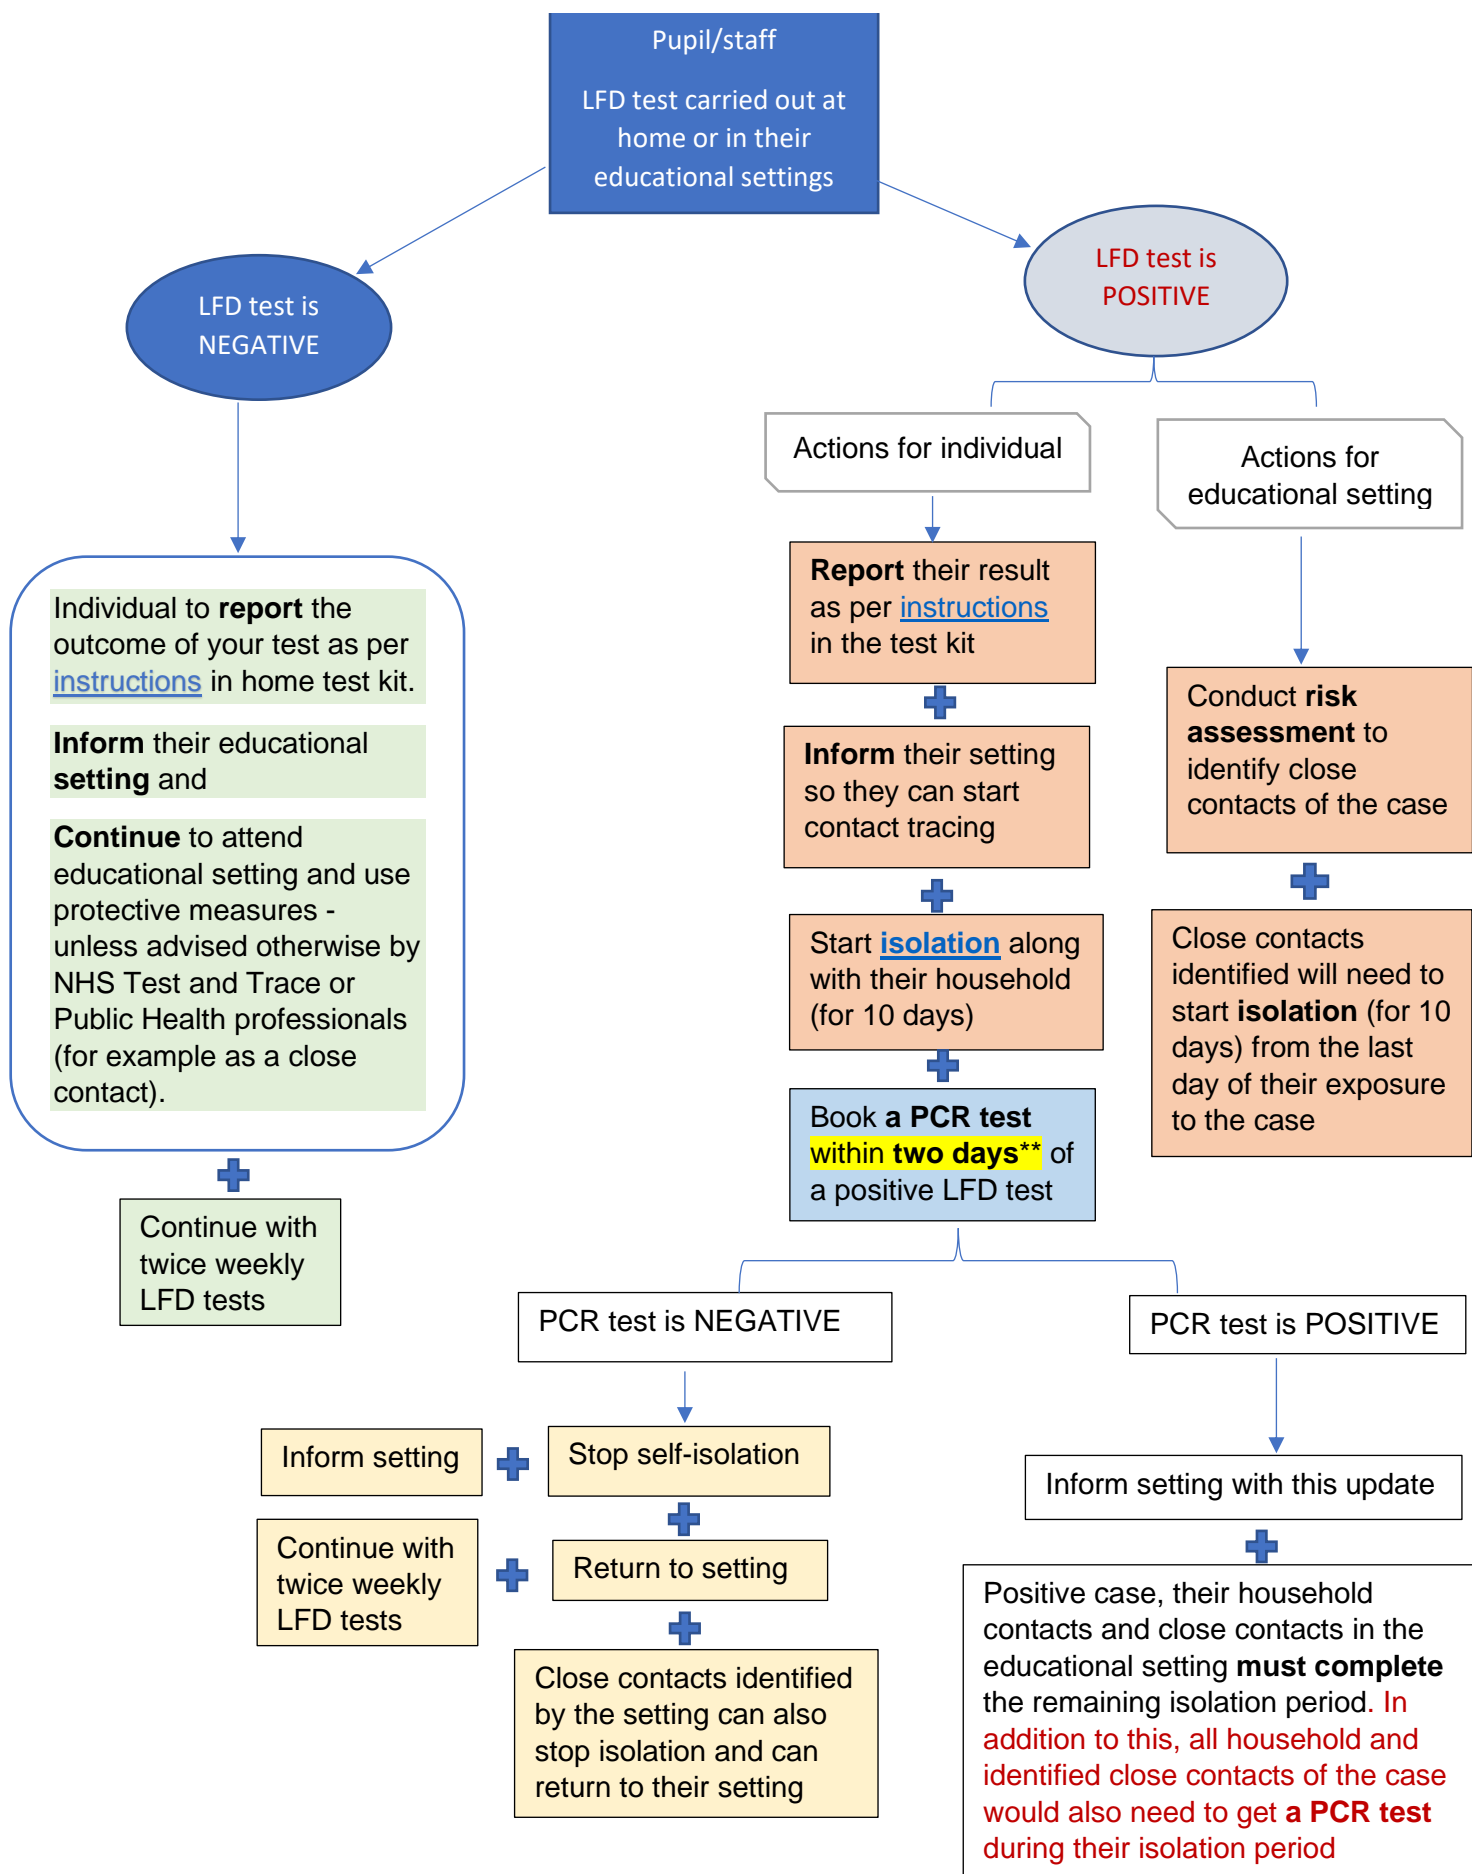 Pupil/staff
LFD test carried out at
home or in their
educational settings
LFD test is
NEGATIVE
LFD test is
POSITIVE
Individual to report the
outcome of your test as per
instructions in home test kit.
Inform their educational
setting and
Continue to attend
educational setting and use
protective measures -
unless advised otherwise by
NHS Test and Trace or
Public Health professionals
(for example as a close
contact).
Continue with
twice weekly
LFD tests
Actions for individual
Report their result
as per instructions
in the test kit
Inform their setting
so they can start
contact tracing
Start isolation along
with their household
(for 10 days)
Book a PCR test
within two days** of
a positive LFD test
Actions for
educational setting
Conduct risk
assessment to
identify close
contacts of the case
Close contacts
identified will need to
start isolation (for 10
days) from the last
day of their exposure
to the case
PCR test is NEGATIVE
Stop self-isolation
Inform setting
Return to setting
Continue with
twice weekly
LFD tests
Close contacts identified
by the setting can also
stop isolation and can
return to their setting
PCR test is POSITIVE
Inform setting with this update
Positive case, their household
contacts and close contacts in the
educational setting must complete
the remaining isolation period. In
addition to this, all household and
identified close contacts of the case
would also need to get a PCR test
during their isolation period